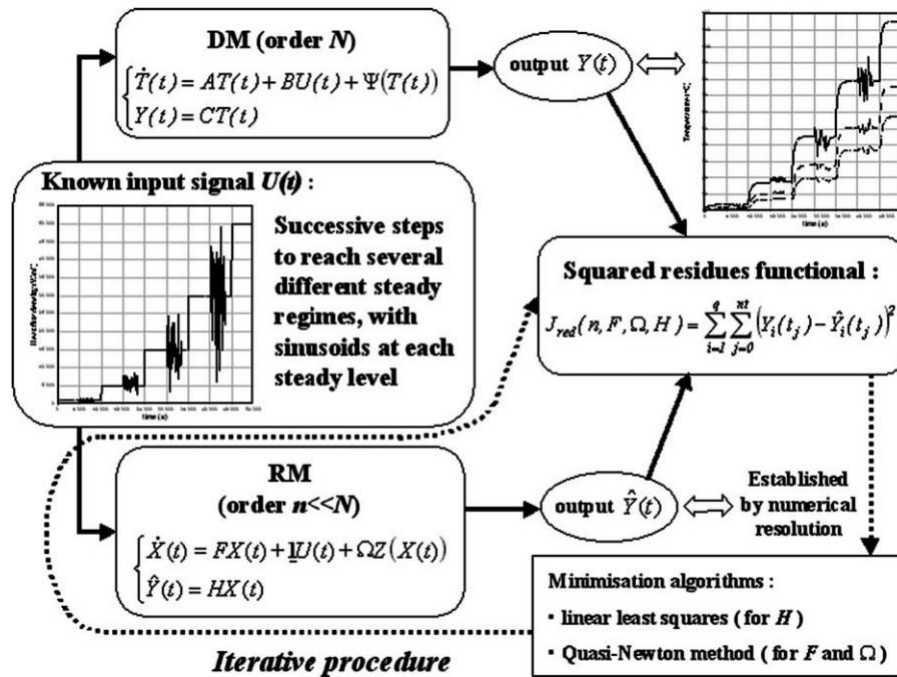 DM (order N)
Ṫ(t) = AT(t) + BU(t) + Ψ(T(t))
Y(t) = CT(t)
output Y(t)
time (s)
Known input signal U(t) :
Successive steps
to reach several
different steady
regimes, with
sinusoids at each
steady level
time (s)
Squared residues functional :
J_red(n, F, Ω, H) = ∑_{i=1}^{q} ∑_{j=0}^{nt} (Y_i(t_j) − Ŷ_i(t_j))²
RM
(order n<<N)
Ẋ(t) = FX(t) + 1U(t) + ΩZ(X(t))
Ŷ(t) = HX(t)
output Ŷ(t)
Established
by numerical
resolution
Minimisation algorithms :
• linear least squares ( for H )
• Quasi-Newton method ( for F and Ω )
Iterative procedure